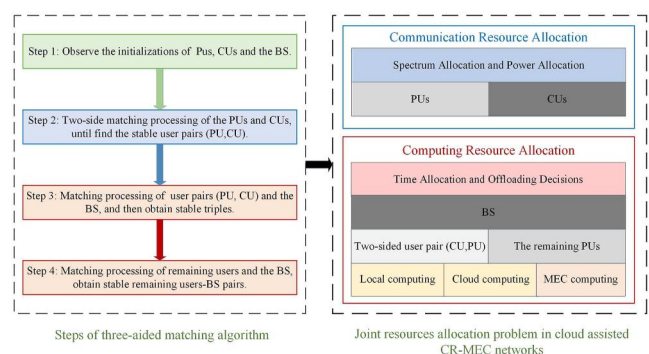 Step 1: Observe the initializations of Pus, CUs and the BS.
Step 2: Two-side matching processing of the PUs and CUs,
until find the stable user pairs (PU,CU).
Step 3: Matching processing of user pairs (PU, CU) and the
BS, and then obtain stable triples.
Step 4: Matching processing of remaining users and the BS,
obtain stable remaining users-BS pairs.
Steps of three-aided matching algorithm
Communication Resource Allocation
Spectrum Allocation and Power Allocation
PUs
CUs
Computing Resource Allocation
Time Allocation and Offloading Decisions
BS
Two-sided user pair (CU,PU)
The remaining PUs
Local computing
Cloud computing
MEC computing
Joint resources allocation problem in cloud assisted
CR-MEC networks